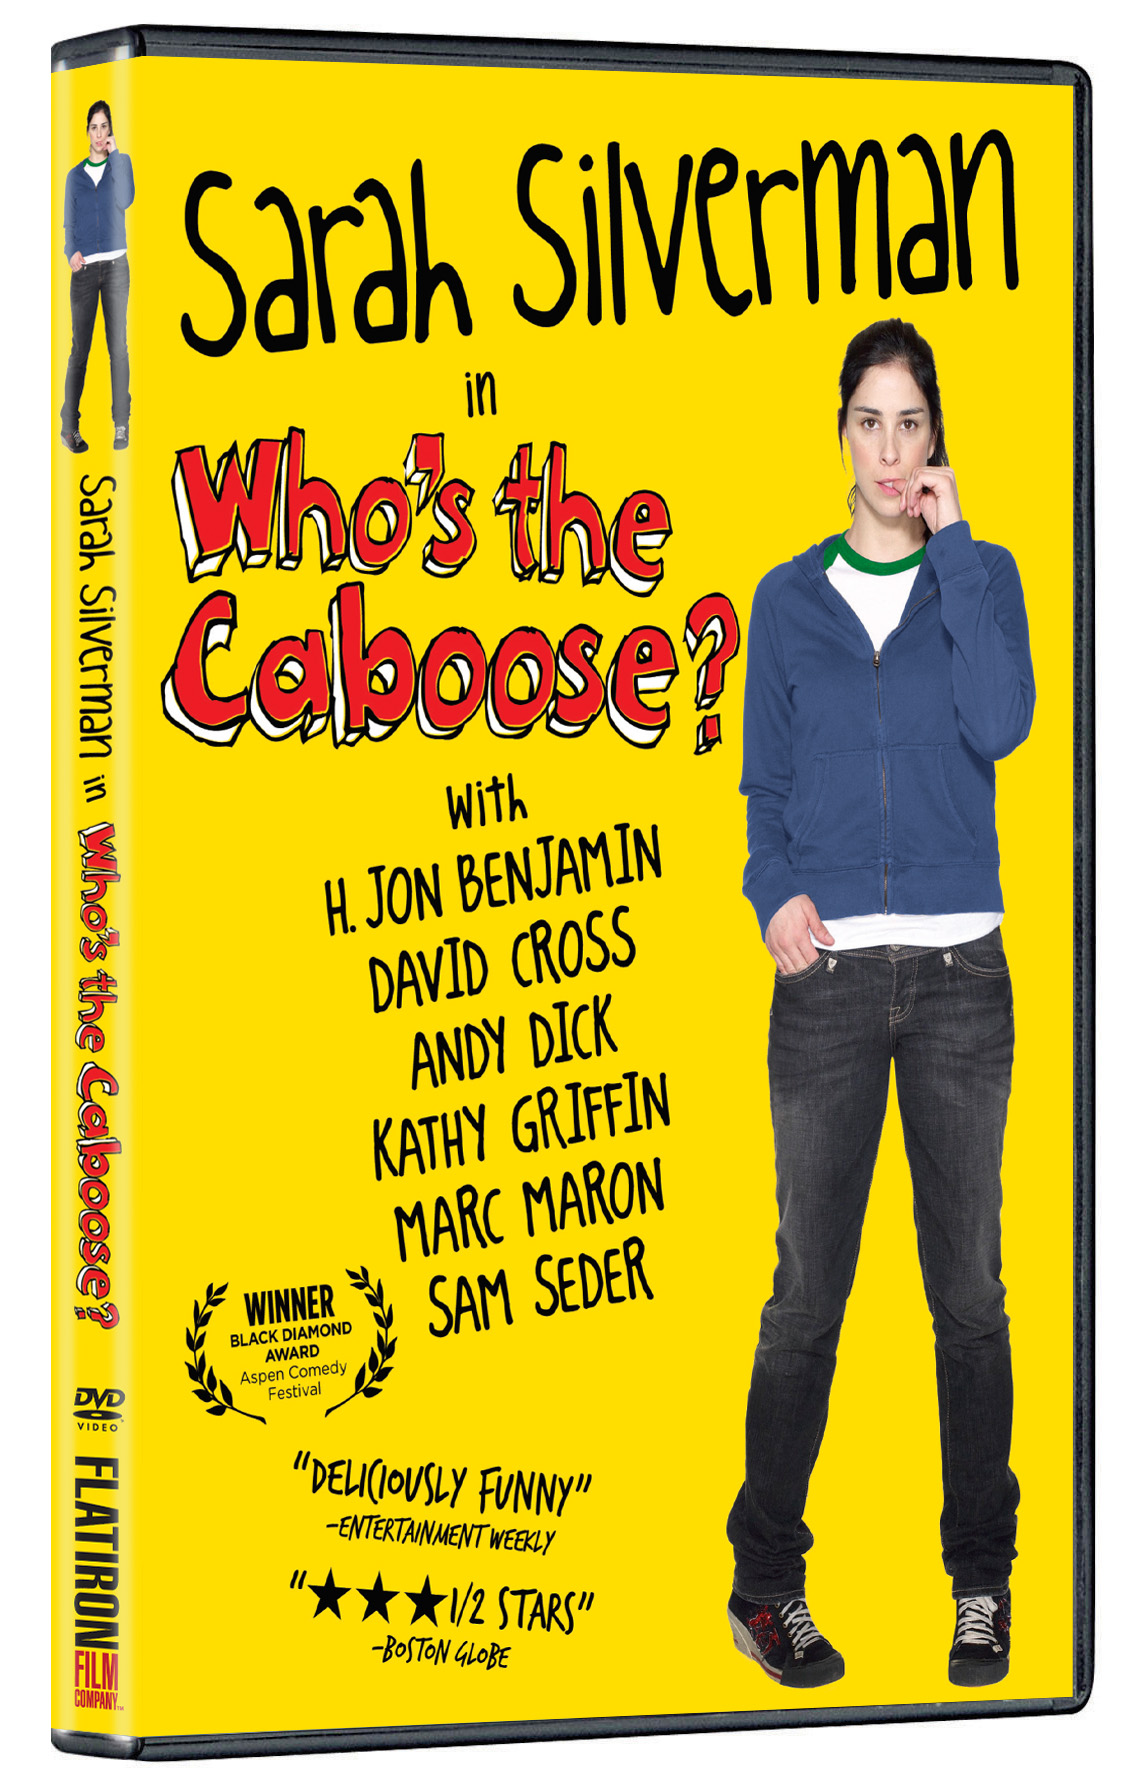 Sarah Silverman
in
Who's the
Caboose?
With
H. JON BENJAMIN
DAVID CROSS
ANDY DICK
KATHY GRIFFIN
MARC MARON
SAM SEDER
WINNER
BLACK DIAMOND
AWARD
Aspen Comedy
Festival
"DELICIOUSLY FUNNY"
-ENTERTAINMENT WEEKLY
"★★★1/2 STARS"
-BOSTON GLOBE
Sarah Silverman in Who's the Caboose?
DVD
VIDEO
FLATIRON
FILM
COMPANY™